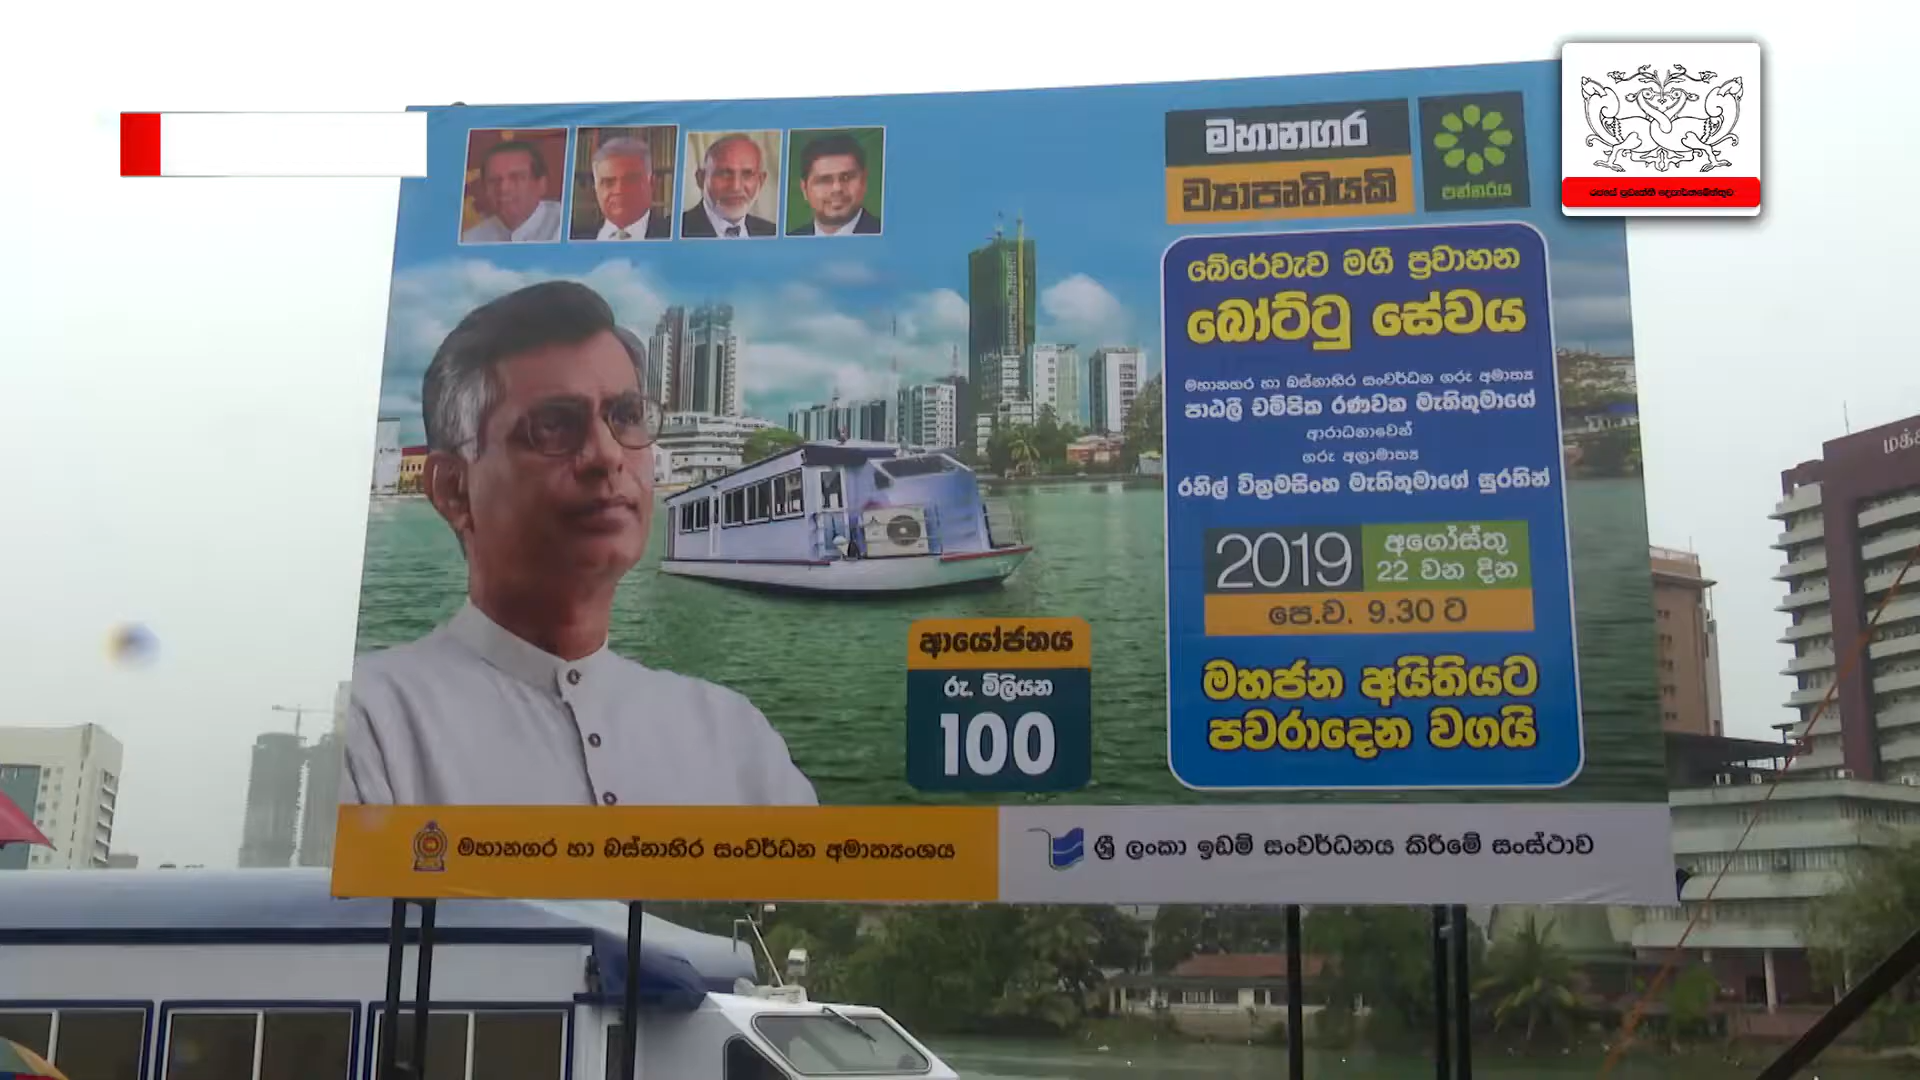 මහානගර
ව්‍යාපෘතියකි
බේරේවැව මගී ප්‍රවාහන
බෝට්ටු සේවය
මහානගර හා බස්නාහිර සංවර්ධන ගරු අමාත්‍ය
පාඨලී චම්පික රණවක මැතිතුමාගේ
ආරාධනාවෙන්
ගරු අග්‍රාමාත්‍ය
රනිල් වික්‍රමසිංහ මැතිතුමාගේ සුරතින්
2019 අගෝස්තු
22 වන දින
පෙ.ව. 9.30 ට
මහජන අයිතියට
පවරාදෙන වගයි
ආයෝජනය
රු. මිලියන
100
මහානගර හා බස්නාහිර සංවර්ධන අමාත්‍යංශය
ශ්‍රී ලංකා ඉඩම් සංවර්ධනය කිරීමේ සංස්ථාව